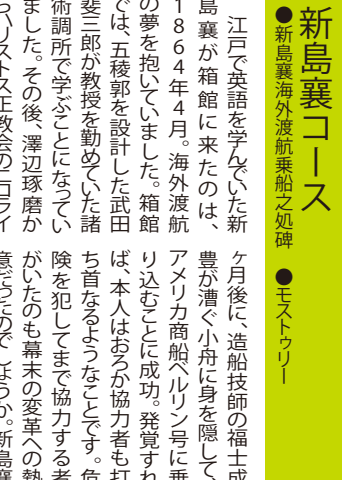 新島襄コース
●新島襄海外渡航乗船之処碑 ●モストゥリー
江戸で英語を学んでいた新
島襄が箱館に来たのは、
1864年4月。海外渡航
の夢を抱いていました。箱館
では、五稜郭を設計した武田
斐三郎が教授を勤めていた諸
術調所で学ぶことになってい
ました。その後、澤辺琢磨か
らハリストス正教会のニコライ
ヶ月後に、造船技師の福士成
豊が漕ぐ小舟に身を隠して、
アメリカ商船ベルリン号に乗
り込むことに成功。発覚すれ
ば、本人はおろか協力者も打
ち首なるようなことです。危
険を犯してまで協力する者
がいたのも幕末の変革への熱
意だったのでしょうか。新島襄